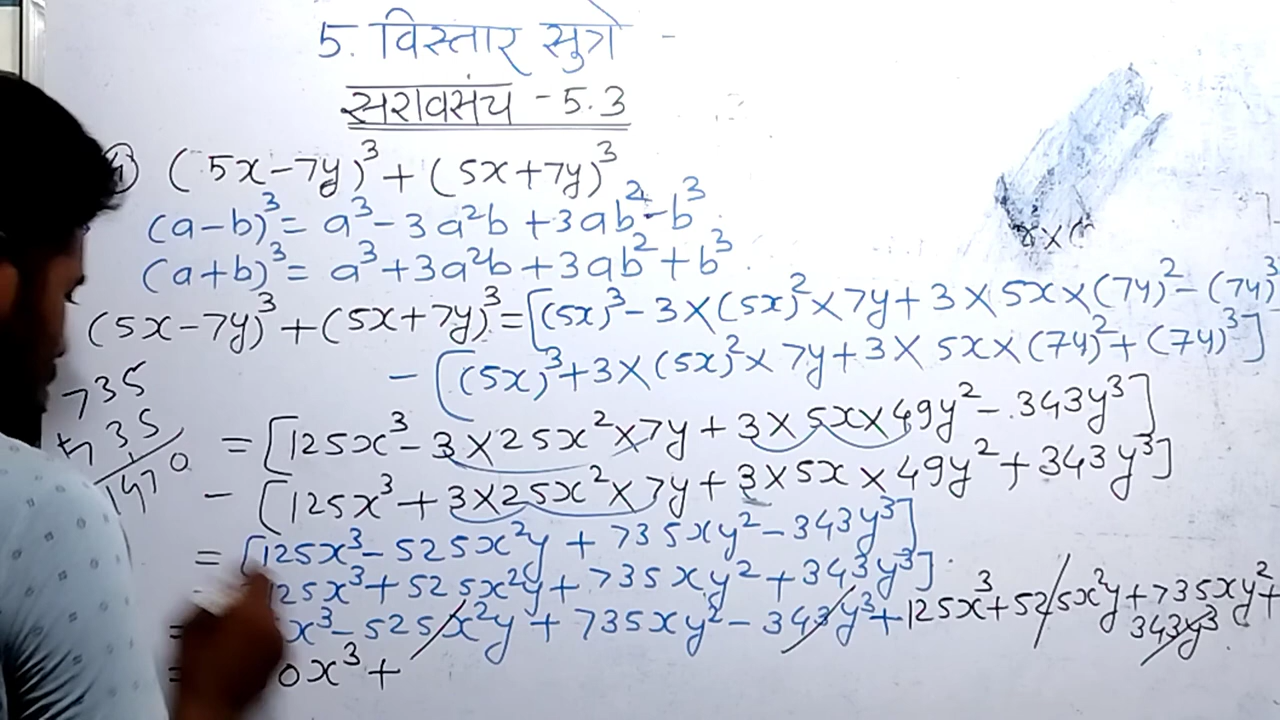 5. विस्तार सुत्रे -
सरावसंच - 5.3
(5x-7y)³+(5x+7y)³
(a-b)³= a³-3a²b+3ab²-b³
(a+b)³= a³+3a²b+3ab²+b³
(5x-7y)³+(5x+7y)³=[(5x)³-3×(5x)²×7y+3×5x×(7y)²-(7y)³
-[(5x)³+3×(5x)²×7y+3×5x×(7y)²+(7y)³]
735
735
1470
=[125x³-3×25x²×7y+3×5x×49y²-343y³]
-[125x³+3×25x²×7y+3×5x×49y²+343y³]
=[125x³-525x²y+735xy²-343y³]
125x³+525x²y+735xy²+343y³]
x³-525x²y+735xy²-343y³+125x³+525x²y+735xy²+
343y³
= 0x³+